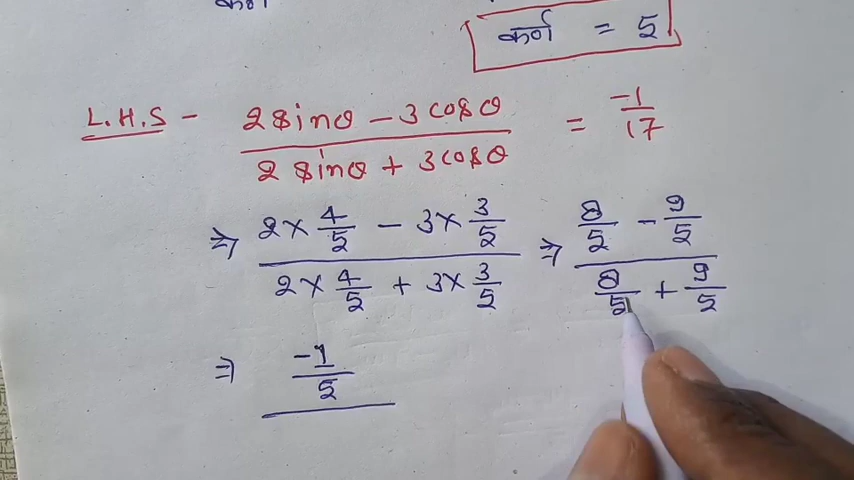 कर्ण
कर्ण = 5
L.H.S - (2sinθ - 3cosθ)/(2sinθ + 3cosθ) = -1/17
⇒ (2×4/5 - 3×3/5)/(2×4/5 + 3×3/5) ⇒ (8/5 - 9/5)/(8/5 + 9/5)
⇒ (-1/5)/